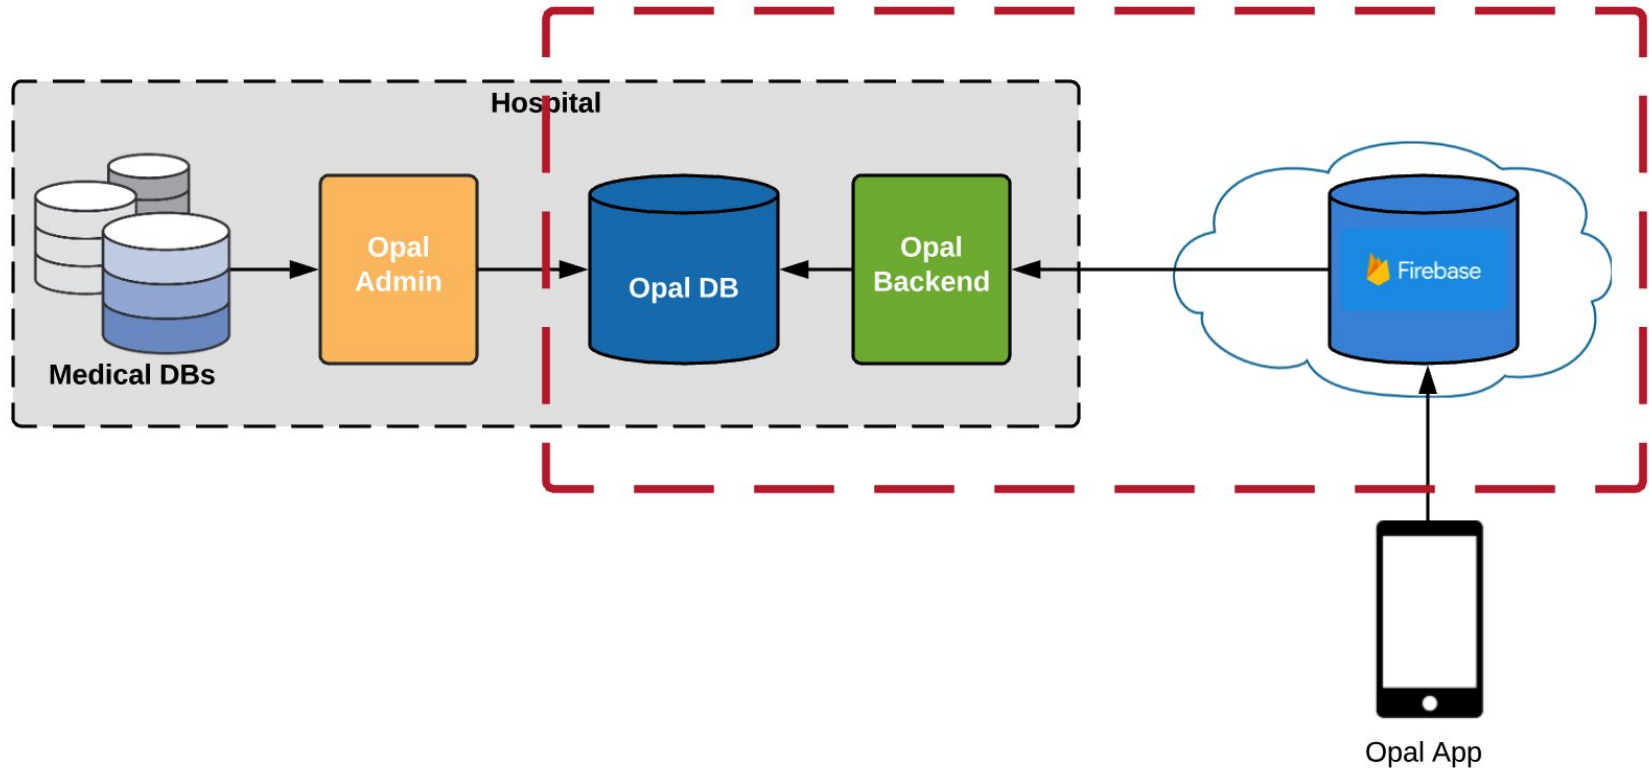 Hospital
Opal
Admin
Opal DB
Opal
Backend
Firebase
Medical DBs
Opal App